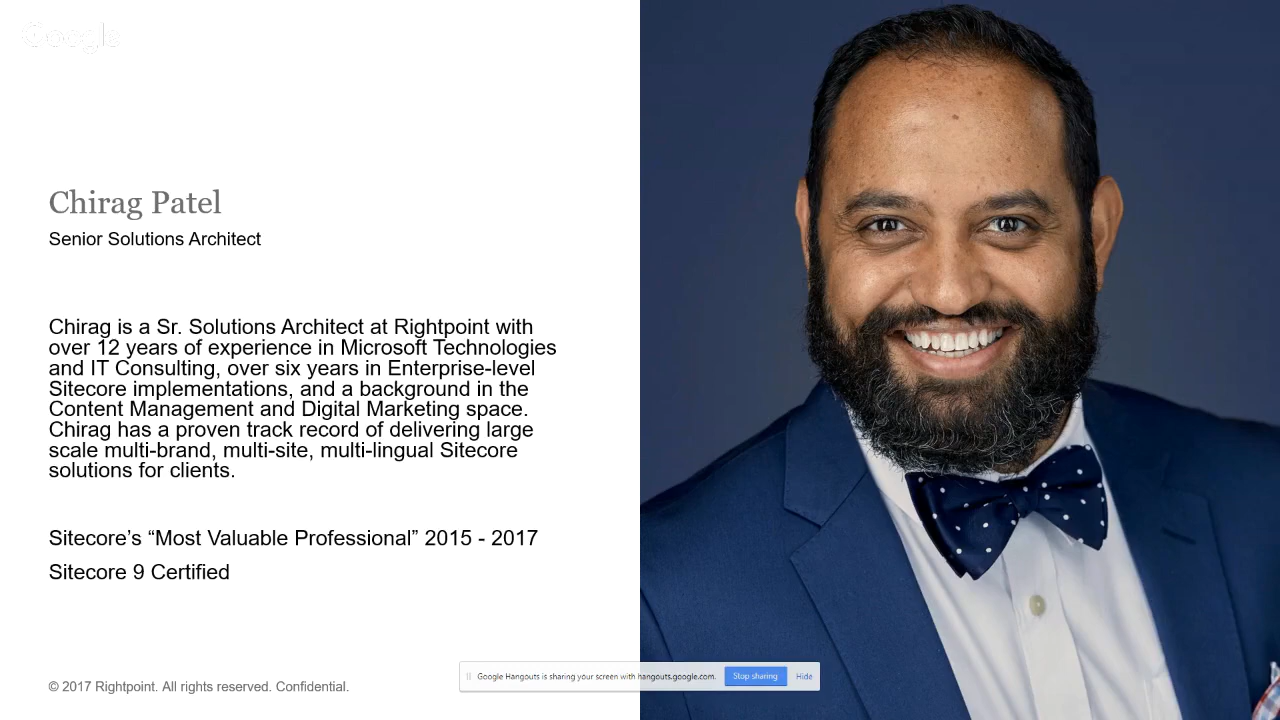 Google
Chirag Patel
Senior Solutions Architect
Chirag is a Sr. Solutions Architect at Rightpoint with
over 12 years of experience in Microsoft Technologies
and IT Consulting, over six years in Enterprise-level
Sitecore implementations, and a background in the
Content Management and Digital Marketing space.
Chirag has a proven track record of delivering large
scale multi-brand, multi-site, multi-lingual Sitecore
solutions for clients.
Sitecore’s “Most Valuable Professional” 2015 - 2017
Sitecore 9 Certified
Google Hangouts is sharing your screen with hangouts.google.com. Stop sharing Hide
© 2017 Rightpoint. All rights reserved. Confidential.